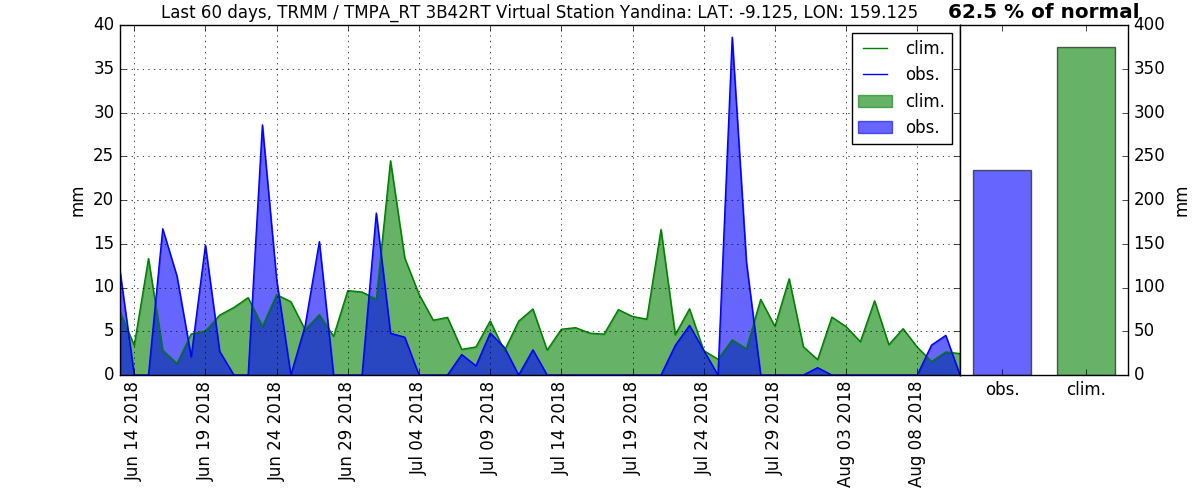 Last 60 days, TRMM / TMPA_RT 3B42RT Virtual Station Yandina: LAT: -9.125, LON: 159.125
62.5 % of normal
mm
40
35
30
25
20
15
10
5
0
clim.
obs.
clim.
obs.
Jun 14 2018
Jun 19 2018
Jun 24 2018
Jun 29 2018
Jul 04 2018
Jul 09 2018
Jul 14 2018
Jul 19 2018
Jul 24 2018
Jul 29 2018
Aug 03 2018
Aug 08 2018
400
350
300
250
200
150
100
50
0
mm
obs.
clim.